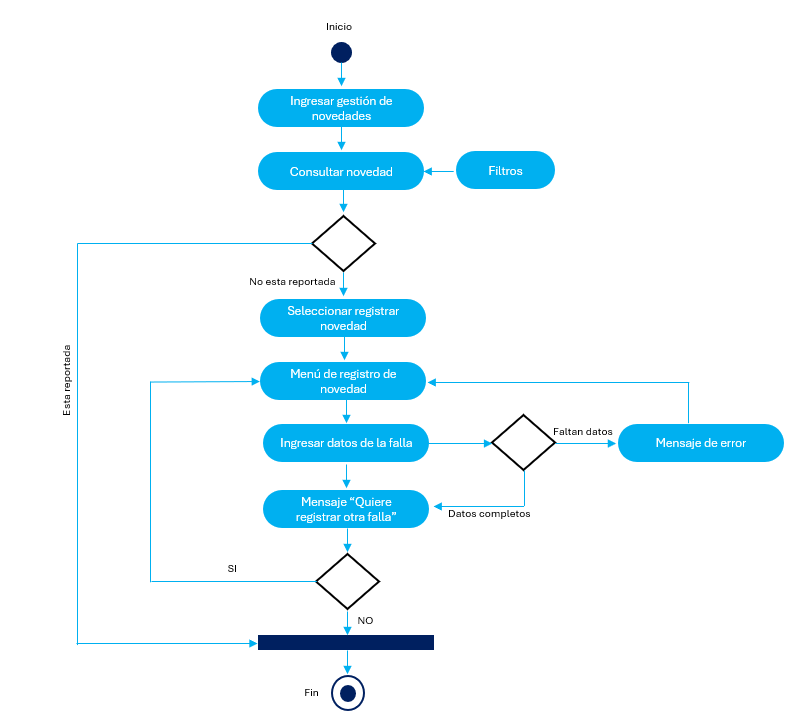 Inicio
Ingresar gestión de
novedades
Consultar novedad
Filtros
No esta reportada
Seleccionar registrar
novedad
Esta reportada
Menú de registro de
novedad
Ingresar datos de la falla
Faltan datos
Mensaje de error
Mensaje “Quiere
registrar otra falla”
Datos completos
SI
NO
Fin